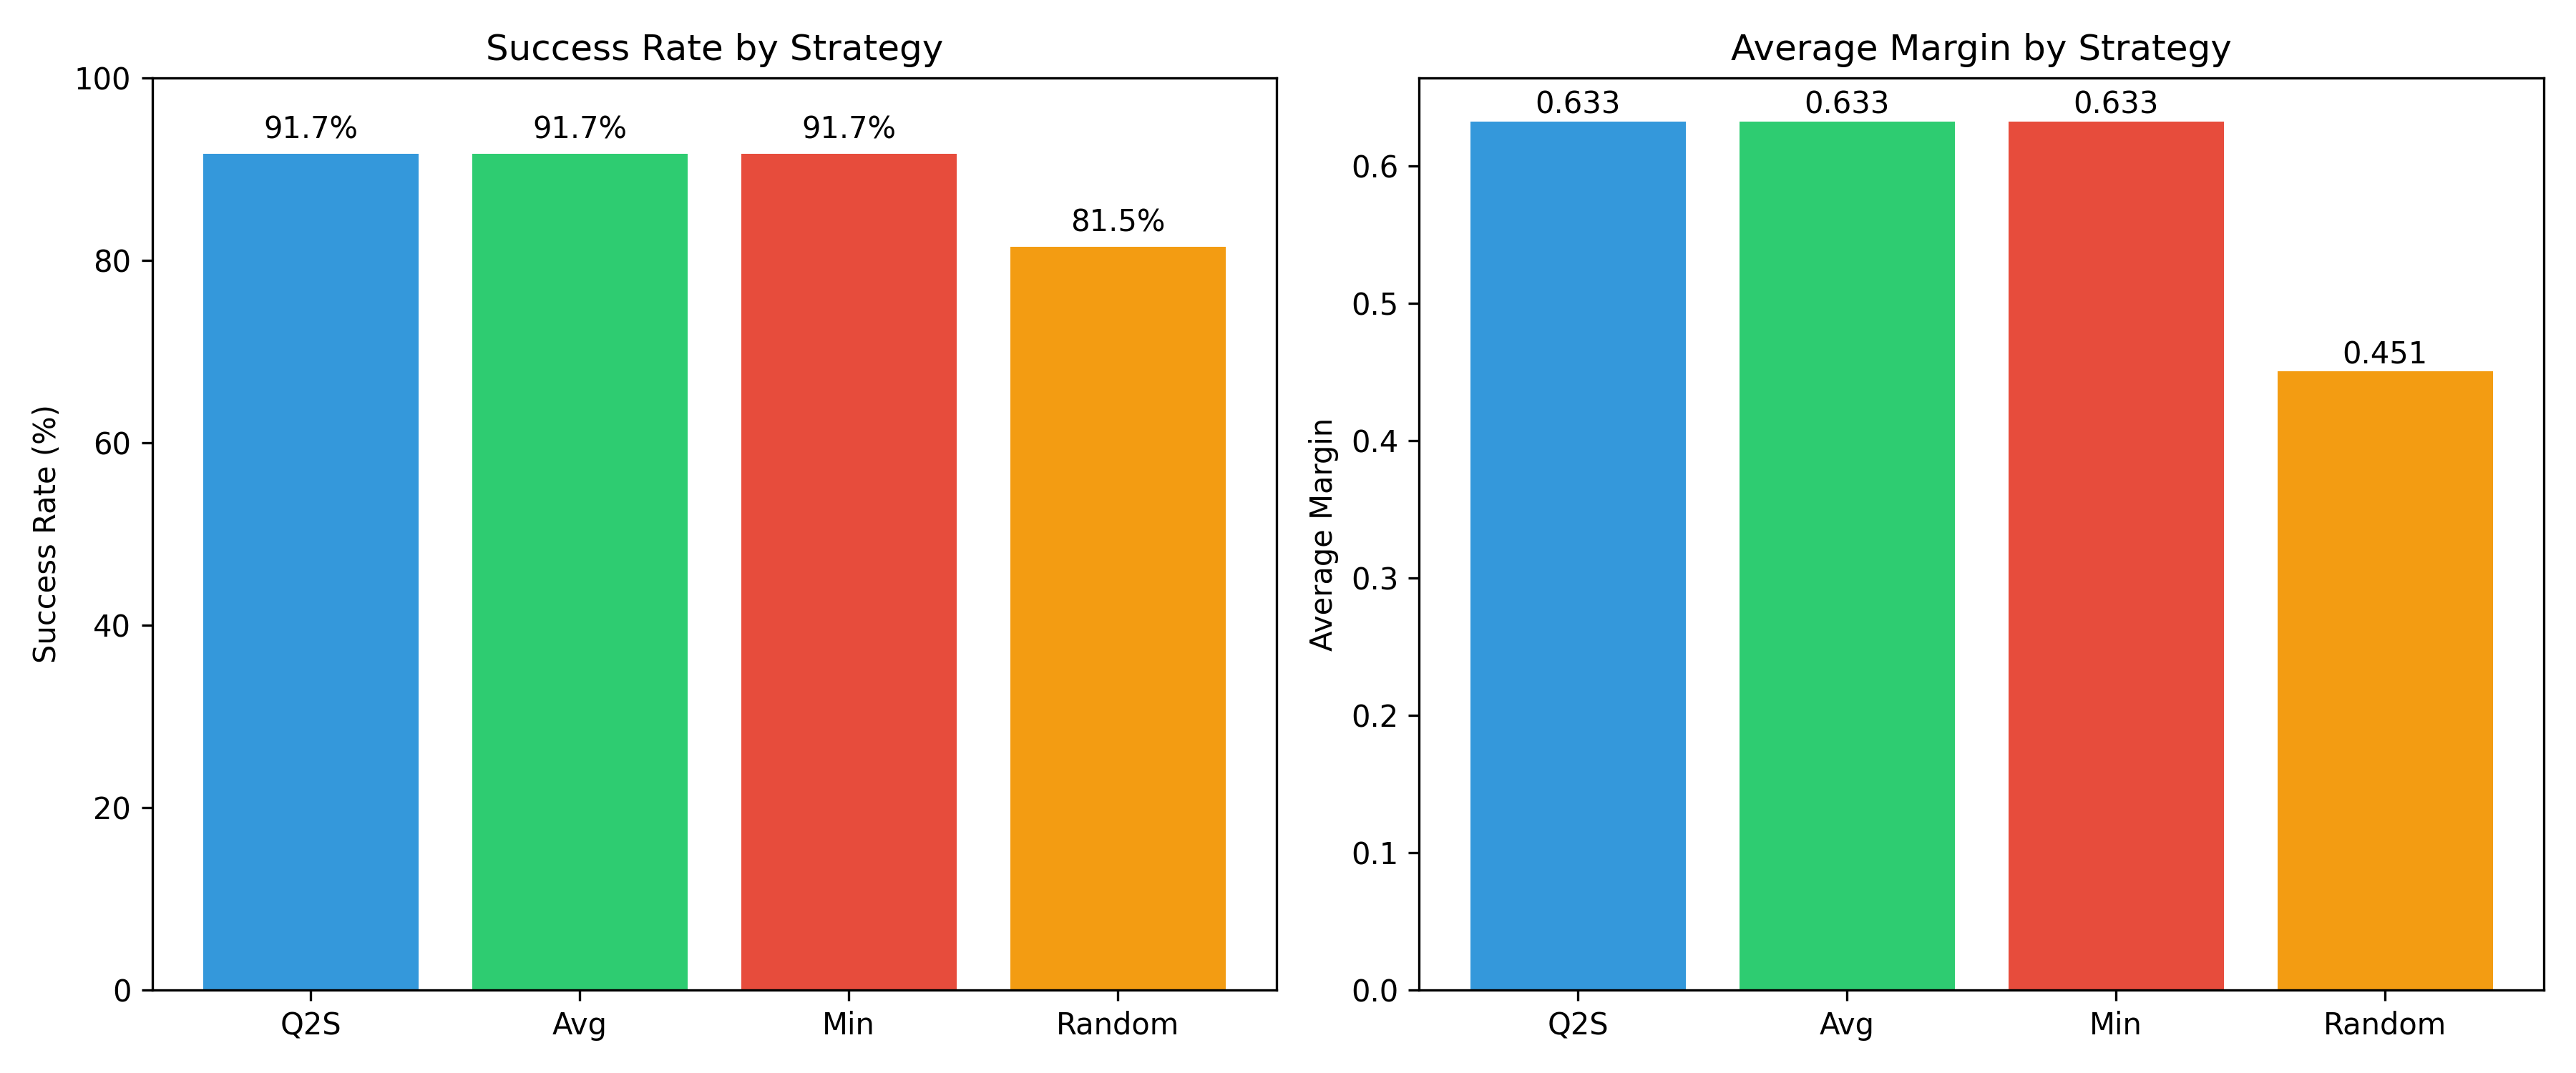 Success Rate by Strategy
Success Rate (%)
100
80
60
40
20
0
91.7%
91.7%
91.7%
81.5%
Q2S
Avg
Min
Random
Average Margin by Strategy
Average Margin
0.6
0.5
0.4
0.3
0.2
0.1
0.0
0.633
0.633
0.633
0.451
Q2S
Avg
Min
Random